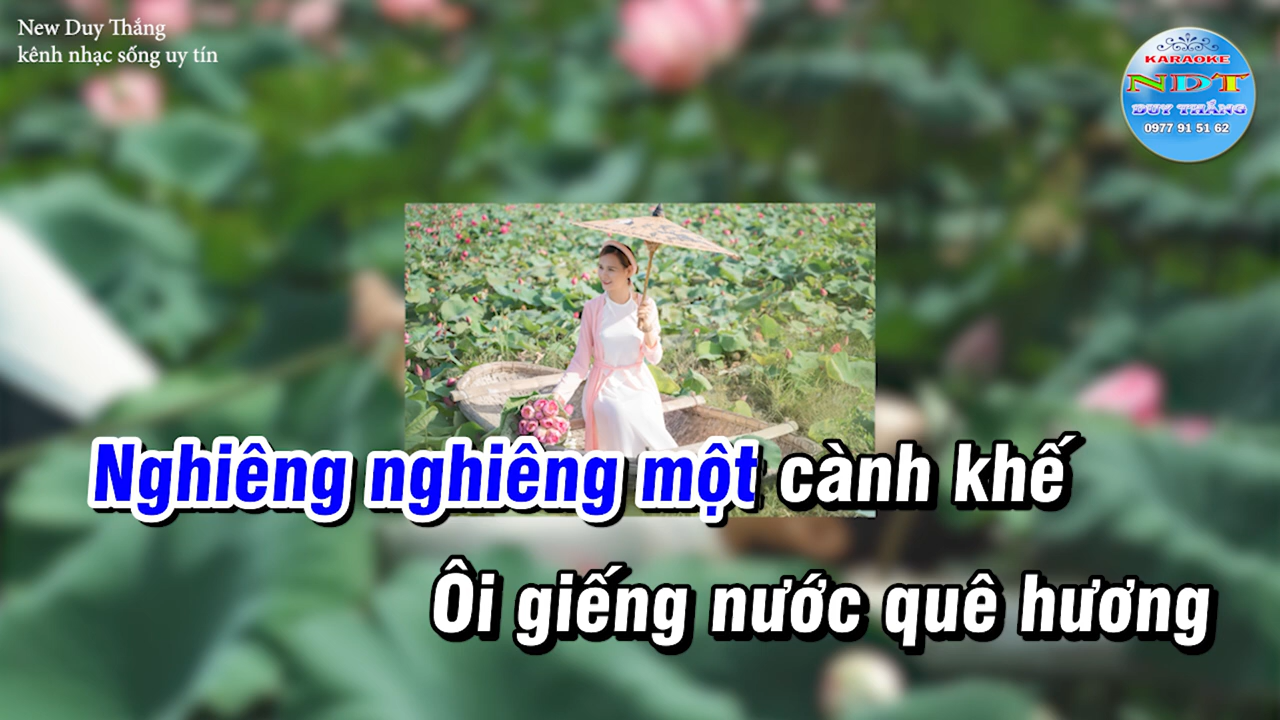 New Duy Thắng
kênh nhạc sống uy tín
KARAOKE
NDT
DUY THẮNG
0977 91 51 62
Nghiêng nghiêng một cành khế
Ôi giếng nước quê hương